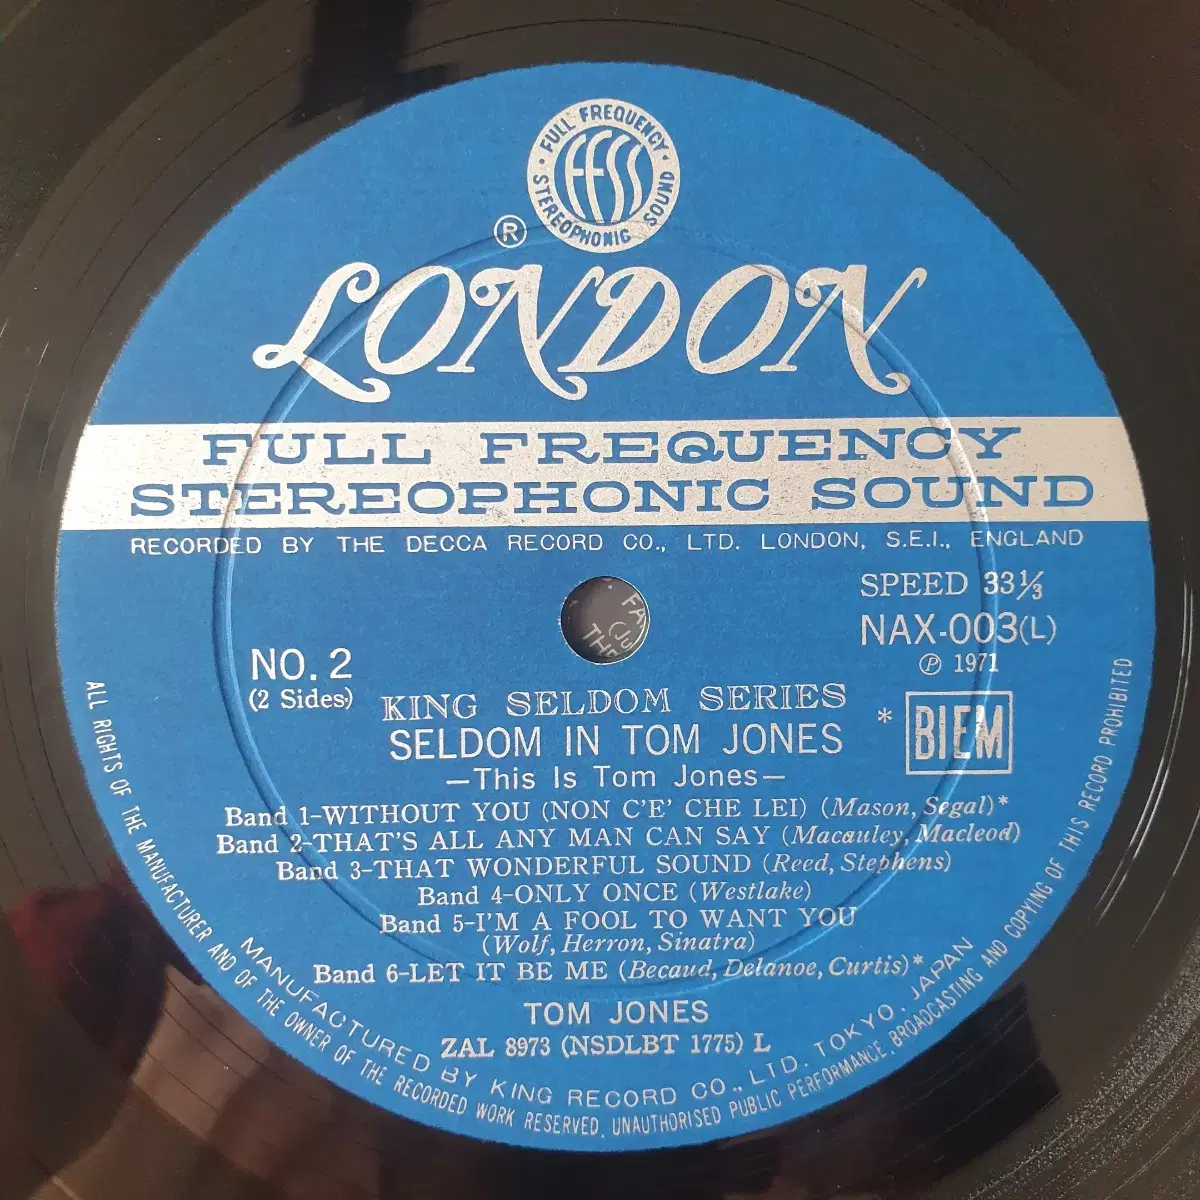 · FULL FREQUENCY ·
STEREOPHONIC SOUND
FFSS
®
LONDON
FULL FREQUENCY
STEREOPHONIC SOUND
RECORDED BY THE DECCA RECORD CO., LTD. LONDON, S.E.I., ENGLAND
SPEED 33⅓
NAX-003(L)
℗ 1971
NO. 2
(2 Sides)
KING SELDOM SERIES
* BIEM
SELDOM IN TOM JONES
—This Is Tom Jones—
Band 1-WITHOUT YOU (NON C'E' CHE LEI) (Mason, Segal)*
Band 2-THAT'S ALL ANY MAN CAN SAY (Macauley, Macleod)
Band 3-THAT WONDERFUL SOUND (Reed, Stephens)
Band 4-ONLY ONCE (Westlake)
Band 5-I'M A FOOL TO WANT YOU
(Wolf, Herron, Sinatra)
Band 6-LET IT BE ME (Becaud, Delanoe, Curtis)*
TOM JONES
ZAL 8973 (NSDLBT 1775) L
MANUFACTURED BY KING RECORD CO., LTD. TOKYO, JAPAN
ALL RIGHTS OF THE MANUFACTURER AND OF THE OWNER OF THE RECORDED WORK RESERVED. UNAUTHORISED PUBLIC PERFORMANCE, BROADCASTING AND COPYING OF THIS RECORD PROHIBITED